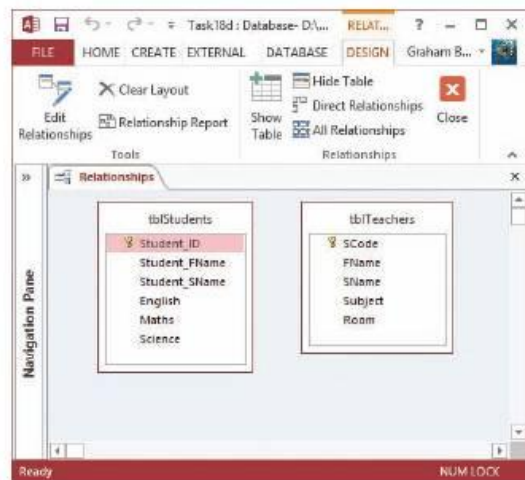 Task18d : Database- D:\... RELAT... ?
FILE HOME CREATE EXTERNAL DATABASE DESIGN Graham B...
Edit Relationships
Clear Layout
Relationship Report
Tools
Show Table
Hide Table
Direct Relationships
All Relationships
Relationships
Close
Relationships
Navigation Pane
tblStudents
Student_ID
Student_FName
Student_SName
English
Maths
Science
tblTeachers
SCode
FName
SName
Subject
Room
Ready NUM LOCK